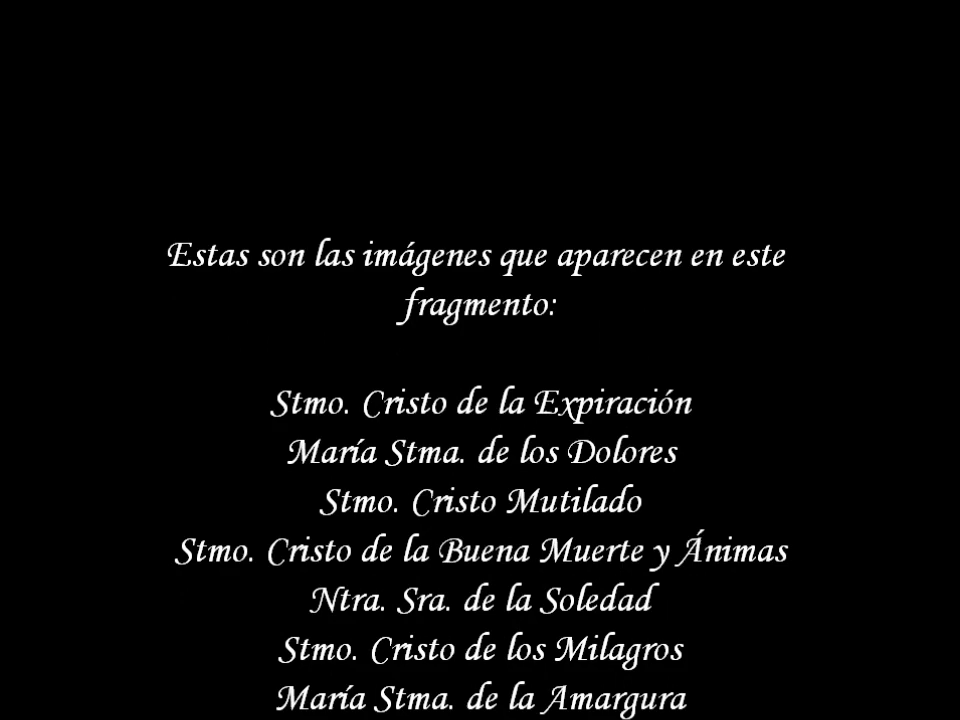 Estas son las imágenes que aparecen en este
fragmento:
Stmo. Cristo de la Expiración
María Stma. de los Dolores
Stmo. Cristo Mutilado
Stmo. Cristo de la Buena Muerte y Ánimas
Ntra. Sra. de la Soledad
Stmo. Cristo de los Milagros
María Stma. de la Amargura